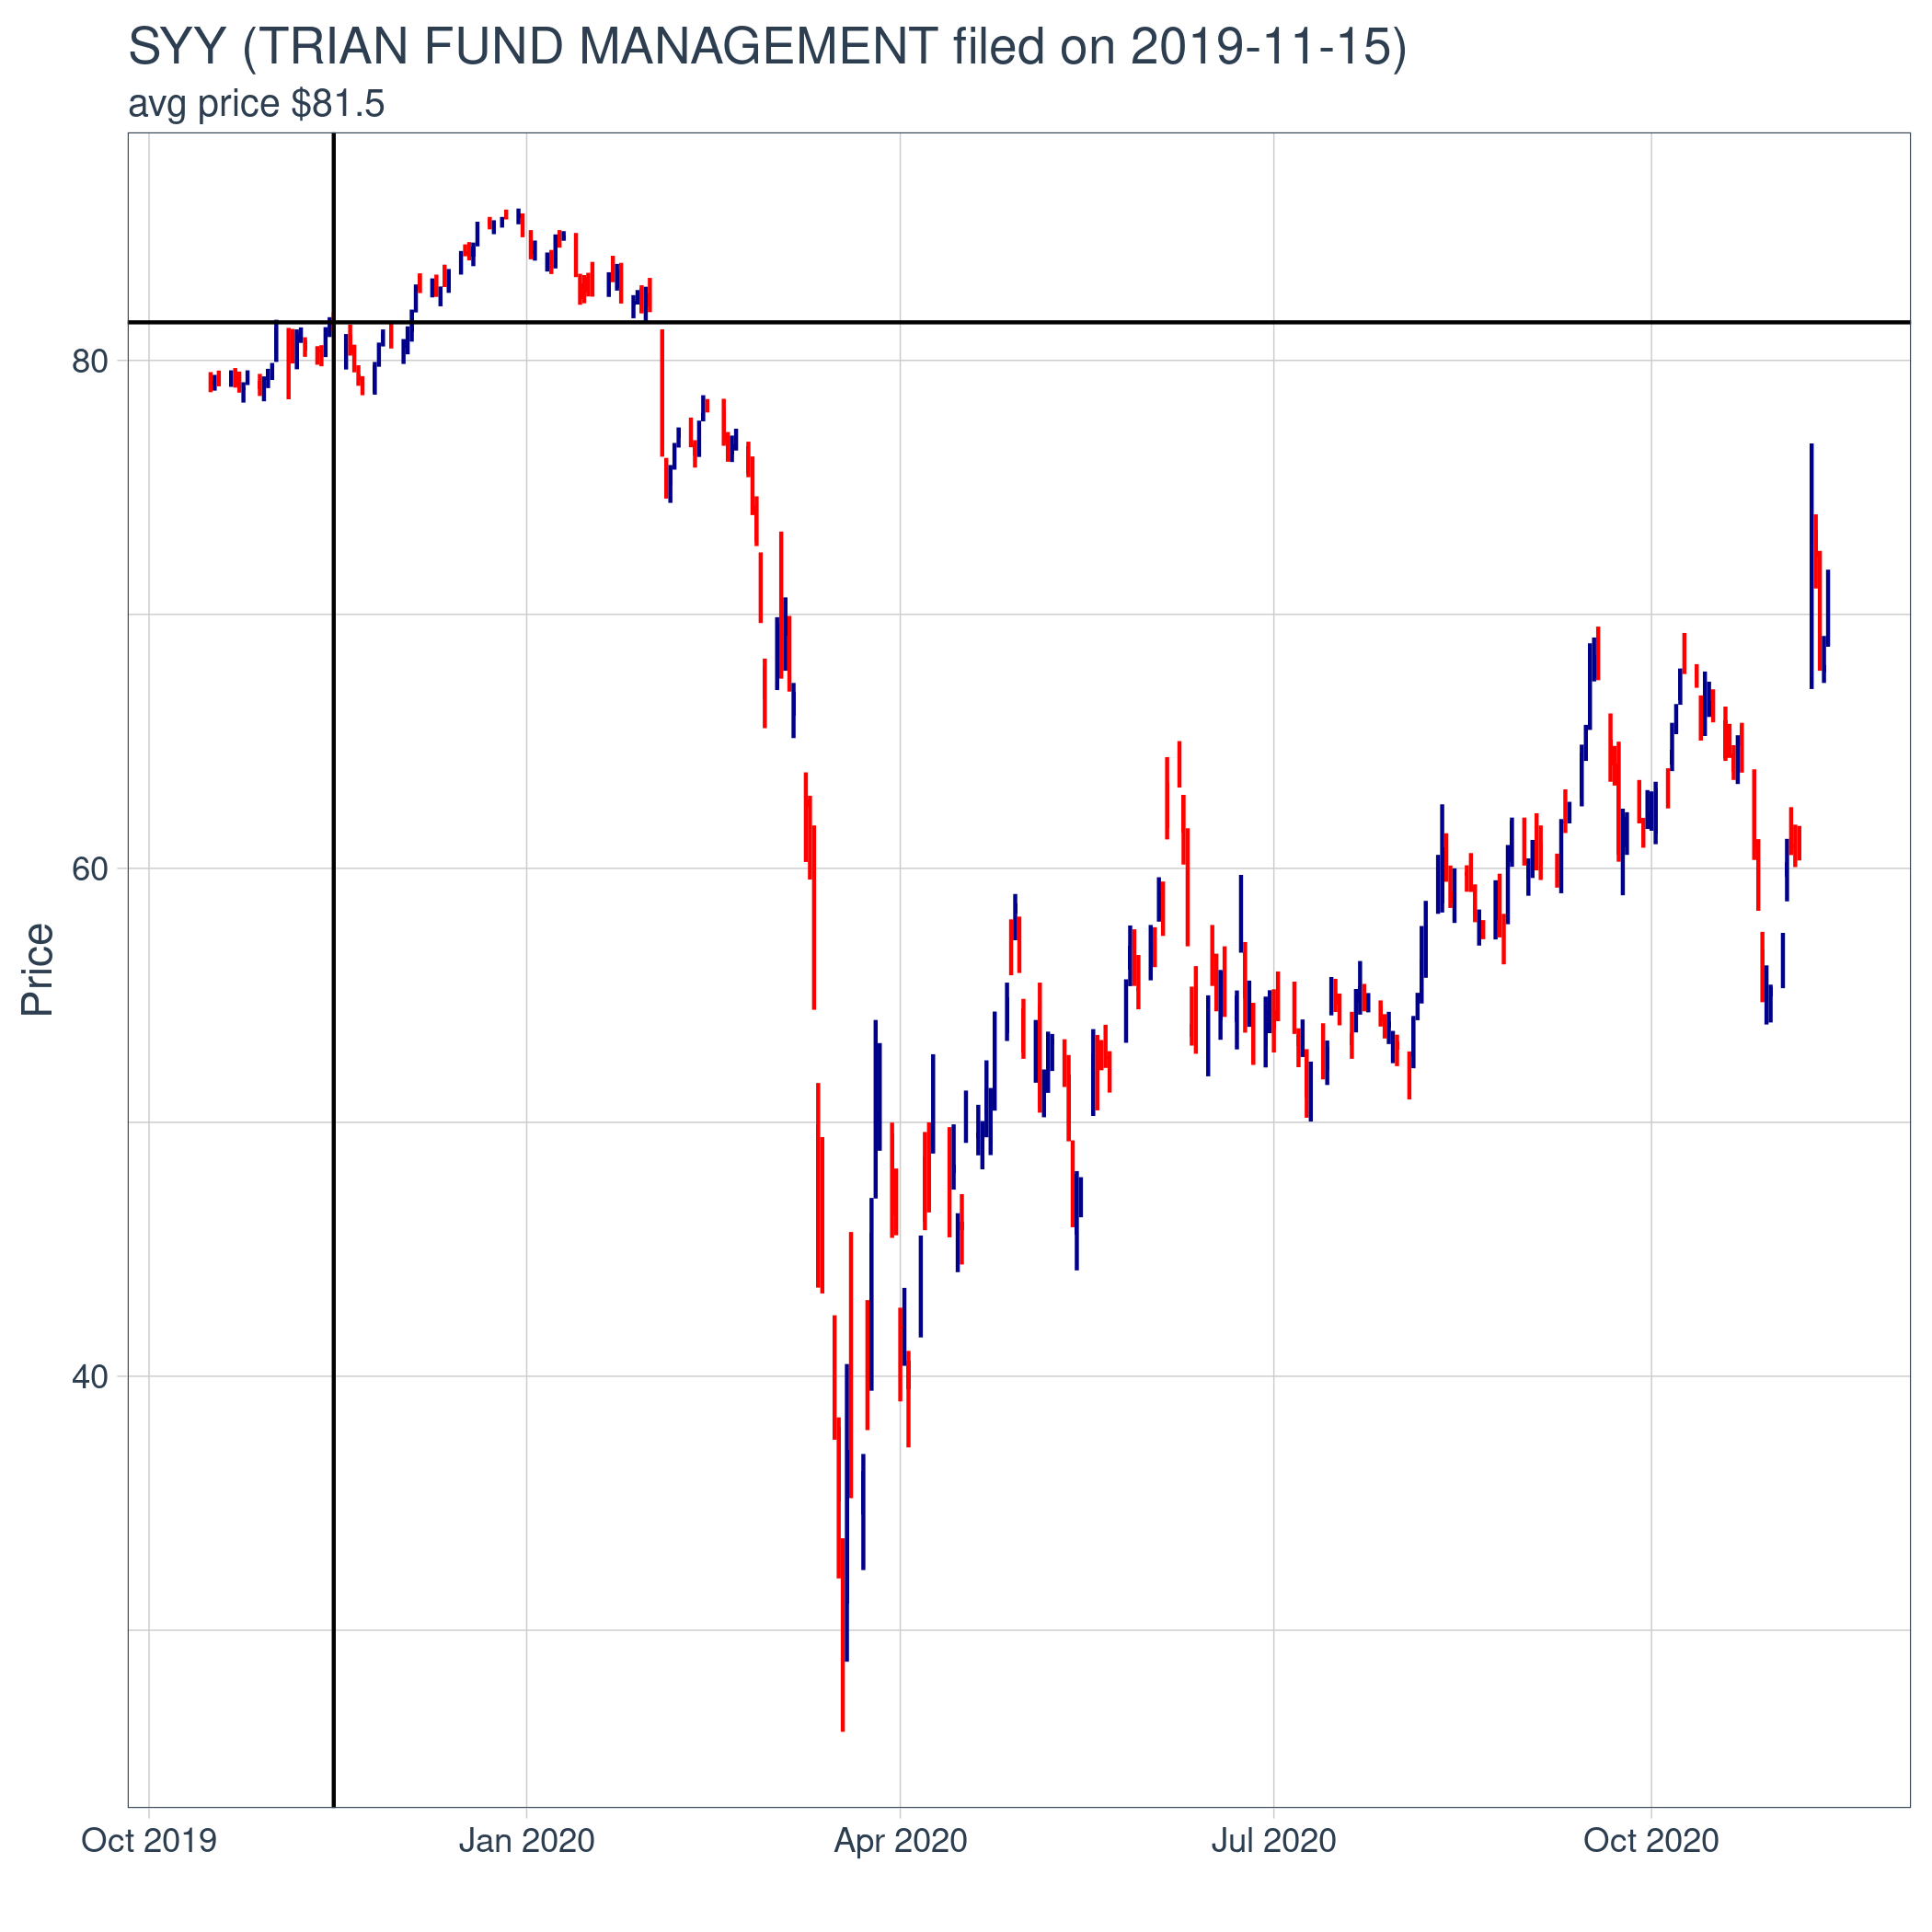 SYY (TRIAN FUND MANAGEMENT filed on 2019-11-15)
avg price $81.5
80
60
40
Price
Oct 2019
Jan 2020
Apr 2020
Jul 2020
Oct 2020